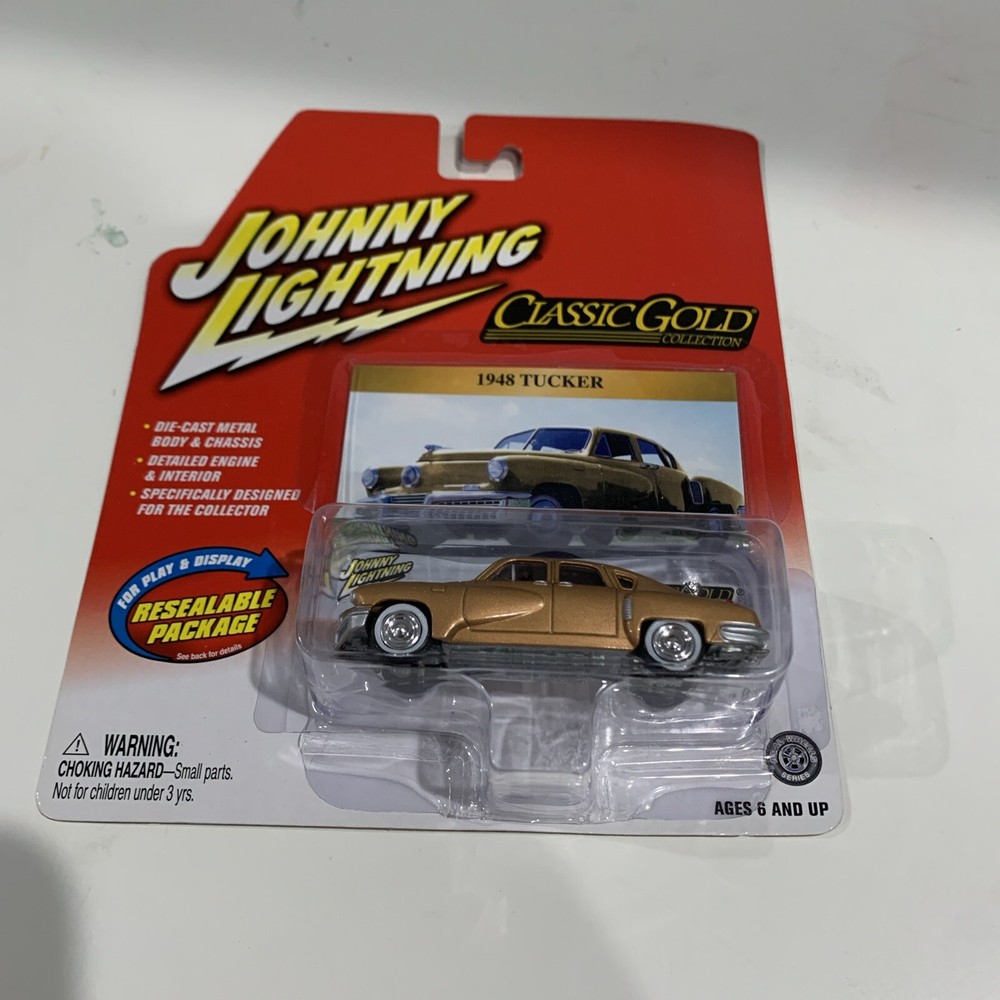 JOHNNY
LIGHTNING
CLASSIC GOLD®
COLLECTION
1948 TUCKER
• DIE-CAST METAL
BODY & CHASSIS
• DETAILED ENGINE
& INTERIOR
• SPECIFICALLY DESIGNED
FOR THE COLLECTOR
FOR PLAY & DISPLAY
RESEALABLE
PACKAGE
See back for details
JOHNNY
LIGHTNING
GOLD®
⚠ WARNING:
CHOKING HAZARD—Small parts.
Not for children under 3 yrs.
SERIES
AGES 6 AND UP